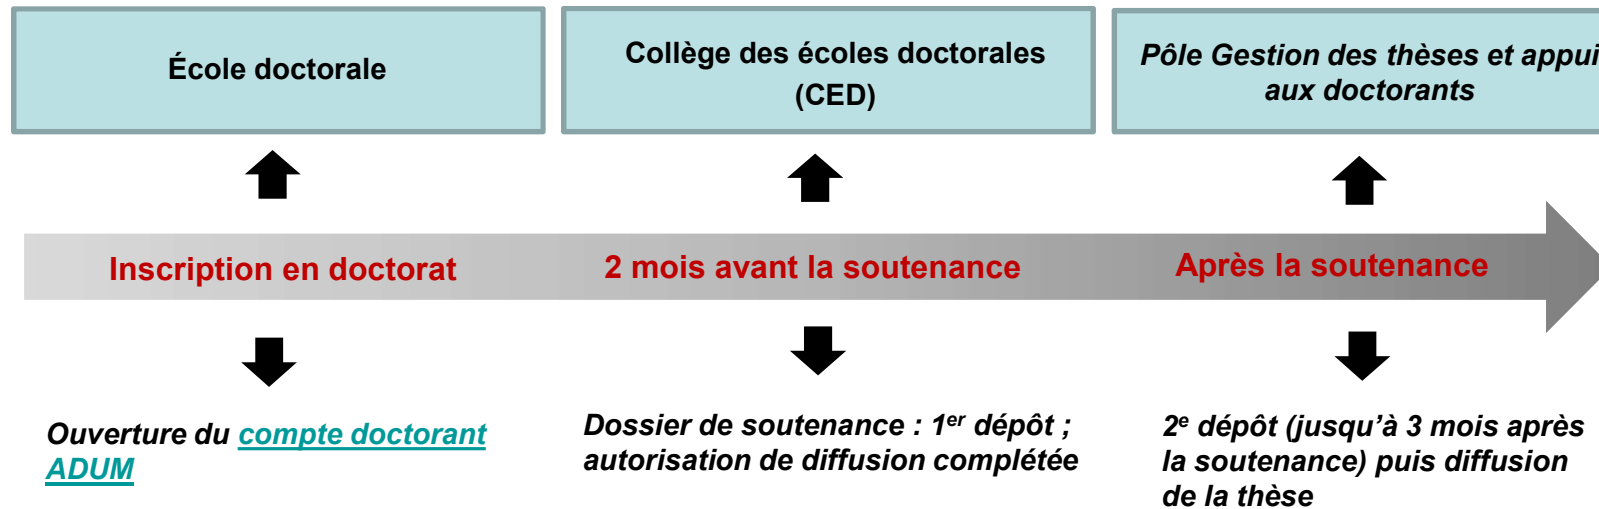 École doctorale
Collège des écoles doctorales
(CED)
Pôle Gestion des thèses et appui
aux doctorants
Inscription en doctorat
2 mois avant la soutenance
Après la soutenance
Ouverture du compte doctorant
ADUM
Dossier de soutenance : 1er dépôt ;
autorisation de diffusion complétée
2e dépôt (jusqu’à 3 mois après
la soutenance) puis diffusion
de la thèse